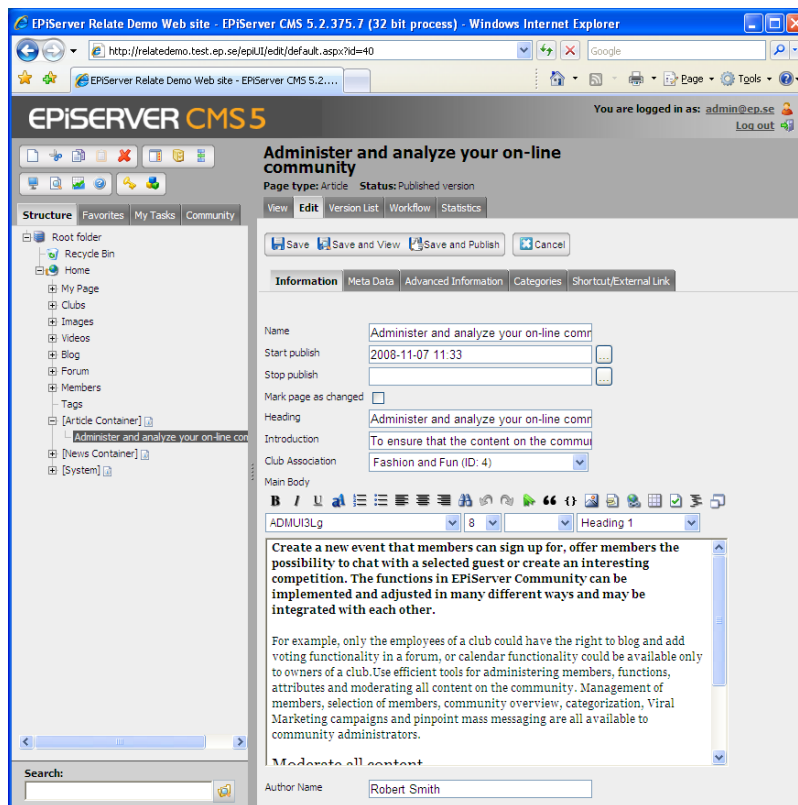 EPiServer Relate Demo Web site - EPiServer CMS 5.2.375.7 (32 bit process) - Windows Internet Explorer
http://relatedemo.test.ep.se/epiUI/edit/default.aspx?id=40
Google
EPiServer Relate Demo Web site - EPiServer CMS 5.2....
Page
Tools
EPiSERVER CMS 5
You are logged in as: admin@ep.se
Log out
Structure Favorites My Tasks Community
Root folder
Recycle Bin
Home
My Page
Clubs
Images
Videos
Blog
Forum
Members
Tags
[Article Container]
Administer and analyze your on-line con
[News Container]
[System]
Search:
Administer and analyze your on-line
community
Page type: Article Status: Published version
View Edit Version List Workflow Statistics
Save Save and View Save and Publish Cancel
Information Meta Data Advanced Information Categories Shortcut/External Link
Name Administer and analyze your on-line comm
Start publish 2008-11-07 11:33 ...
Stop publish ...
Mark page as changed
Heading Administer and analyze your on-line comm
Introduction To ensure that the content on the commu
Club Association Fashion and Fun (ID: 4)
Main Body
B I U
ADMUI3Lg 8 Heading 1
Create a new event that members can sign up for, offer members the
possibility to chat with a selected guest or create an interesting
competition. The functions in EPiServer Community can be
implemented and adjusted in many different ways and may be
integrated with each other.
For example, only the employees of a club could have the right to blog and add
voting functionality in a forum, or calendar functionality could be available only
to owners of a club.Use efficient tools for administering members, functions,
attributes and moderating all content on the community. Management of
members, selection of members, community overview, categorization, Viral
Marketing campaigns and pinpoint mass messaging are all available to
community administrators.
Moderate all content
Author Name Robert Smith